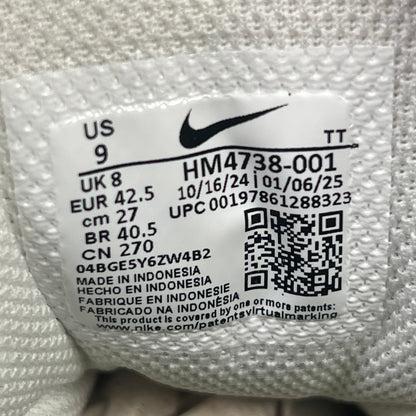 US
9
UK 8
EUR 42.5
cm 27
BR 40.5
CN 270
TT
HM4738-001
10/16/24 | 01/06/25
UPC 00197861288323
04BGE5Y6ZW4B2
MADE IN INDONESIA
HECHO EN INDONESIA
FABRIQUE EN INDONESIE
FABRICADO NA INDONÉSIA
This product is covered by one or more patents:
www.nike.com/patentsvirtualmarking